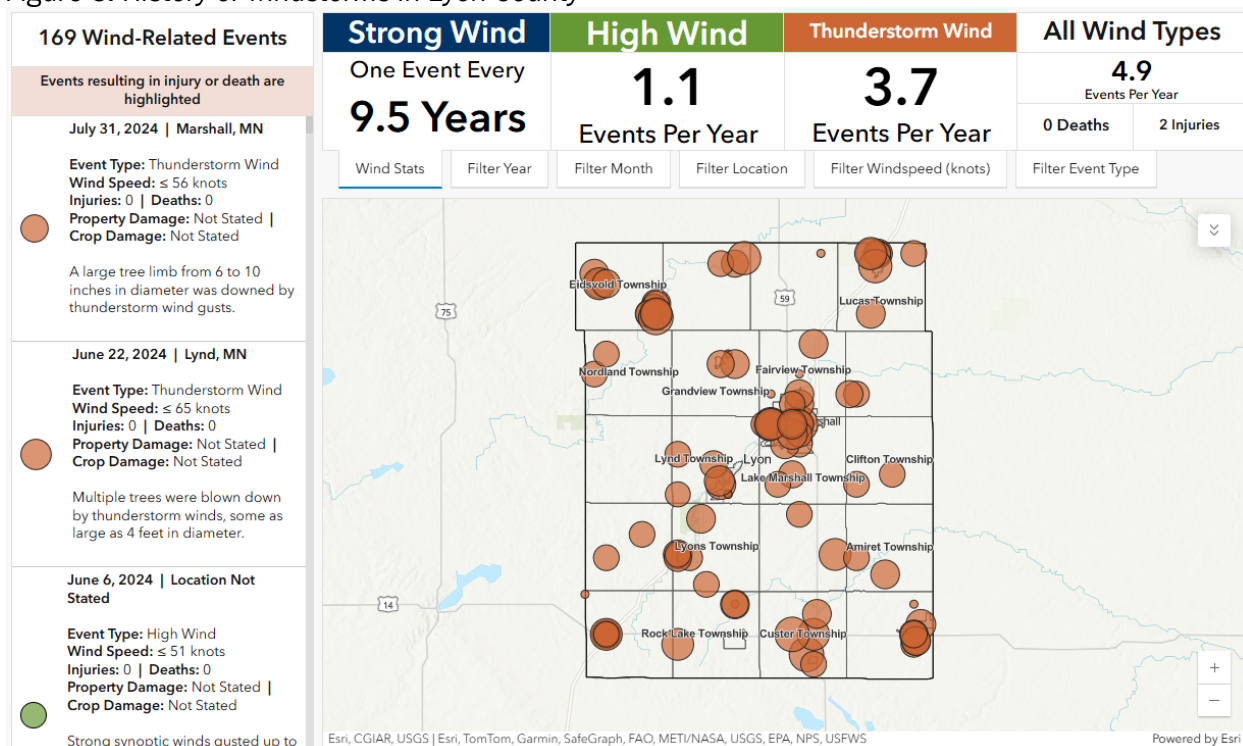 169 Wind-Related Events
Events resulting in injury or death are
highlighted
July 31, 2024 | Marshall, MN
Event Type: Thunderstorm Wind
Wind Speed: ≤ 56 knots
Injuries: 0 | Deaths: 0
Property Damage: Not Stated |
Crop Damage: Not Stated
A large tree limb from 6 to 10
inches in diameter was downed by
thunderstorm wind gusts.
June 22, 2024 | Lynd, MN
Event Type: Thunderstorm Wind
Wind Speed: ≤ 65 knots
Injuries: 0 | Deaths: 0
Property Damage: Not Stated |
Crop Damage: Not Stated
Multiple trees were blown down
by thunderstorm winds, some as
large as 4 feet in diameter.
June 6, 2024 | Location Not
Stated
Event Type: High Wind
Wind Speed: ≤ 51 knots
Injuries: 0 | Deaths: 0
Property Damage: Not Stated |
Crop Damage: Not Stated
Strong synoptic winds gusted up to
Strong Wind
One Event Every
9.5 Years
High Wind
1.1
Events Per Year
Thunderstorm Wind
3.7
Events Per Year
All Wind Types
4.9
Events Per Year
0 Deaths
2 Injuries
Wind Stats
Filter Year
Filter Month
Filter Location
Filter Windspeed (knots)
Filter Event Type
Eidsvold Township
59
Lucas Township
75
Nordland Township
Fairview Township
Grandview Township
Lynd Township
Lyon
Clifton Township
Lake Marshall Township
Lyons Township
Amiret Township
14
Rock Lake Township
Custer Township
+
−
Esri, CGIAR, USGS | Esri, TomTom, Garmin, SafeGraph, FAO, METI/NASA, USGS, EPA, NPS, USFWS
Powered by Esri